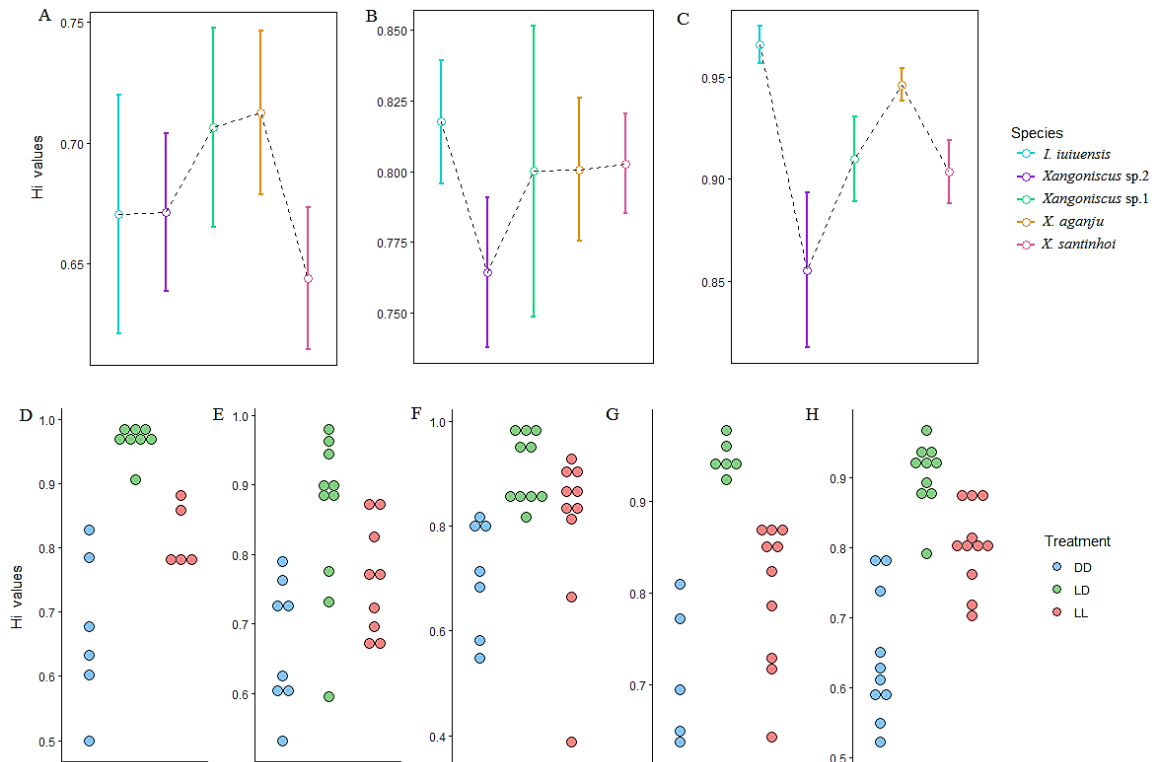 A
B
C
0.75
0.70
0.65
Hi values
0.850
0.825
0.800
0.775
0.750
0.95
0.90
0.85
Species
I. iuiuensis
Xangoniscus sp.2
Xangoniscus sp.1
X. aganju
X. santinhoi
D
E
F
G
H
1.0
0.9
0.8
0.7
0.6
0.5
Hi values
1.0
0.9
0.8
0.7
0.6
1.0
0.8
0.6
0.4
0.9
0.8
0.7
0.9
0.8
0.7
0.6
0.5
Treatment
DD
LD
LL